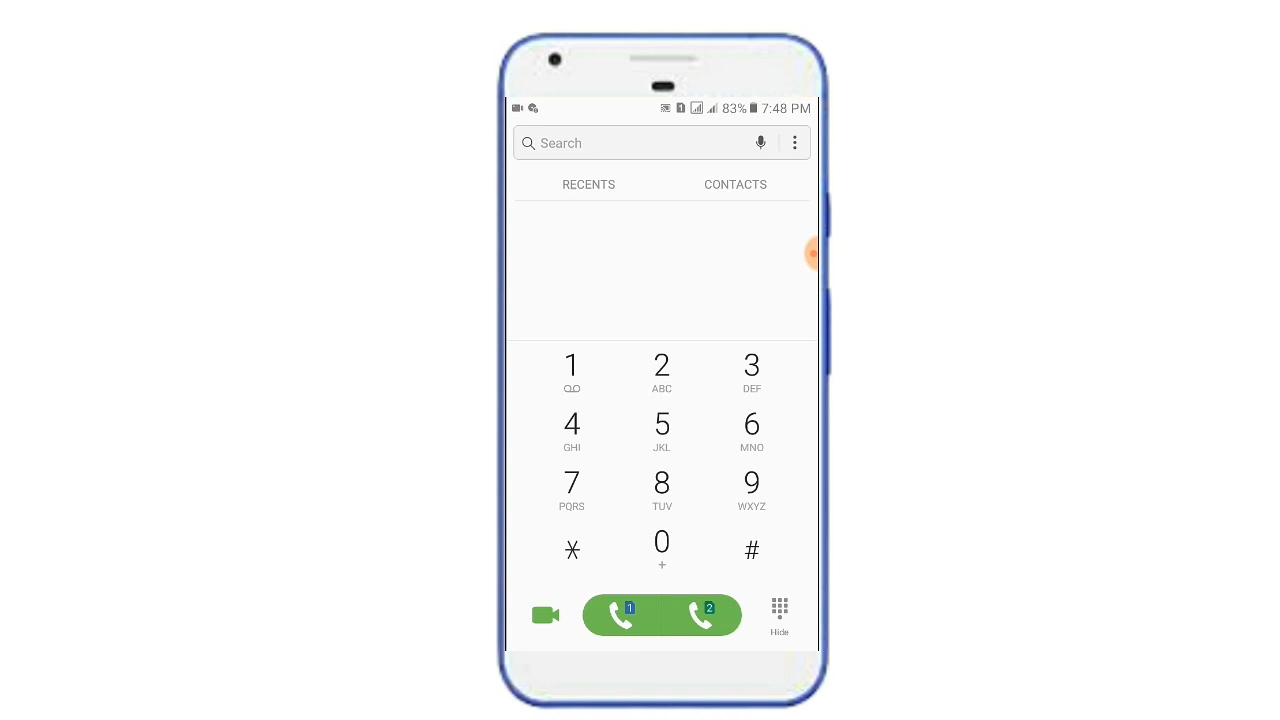 83% 7:48 PM
Search
RECENTS CONTACTS
1 2 3
ABC DEF
4 5 6
GHI JKL MNO
7 8 9
PQRS TUV WXYZ
* 0 #
+
1 2
Hide